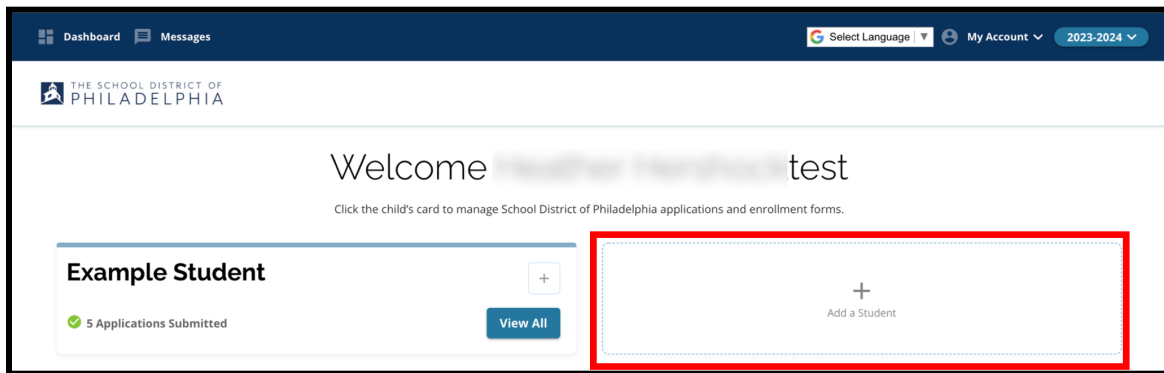 Dashboard Messages Select Language My Account 2023-2024
THE SCHOOL DISTRICT OF
PHILADELPHIA
Welcome test
Click the child's card to manage School District of Philadelphia applications and enrollment forms.
Example Student
+
5 Applications Submitted
View All
+
Add a Student